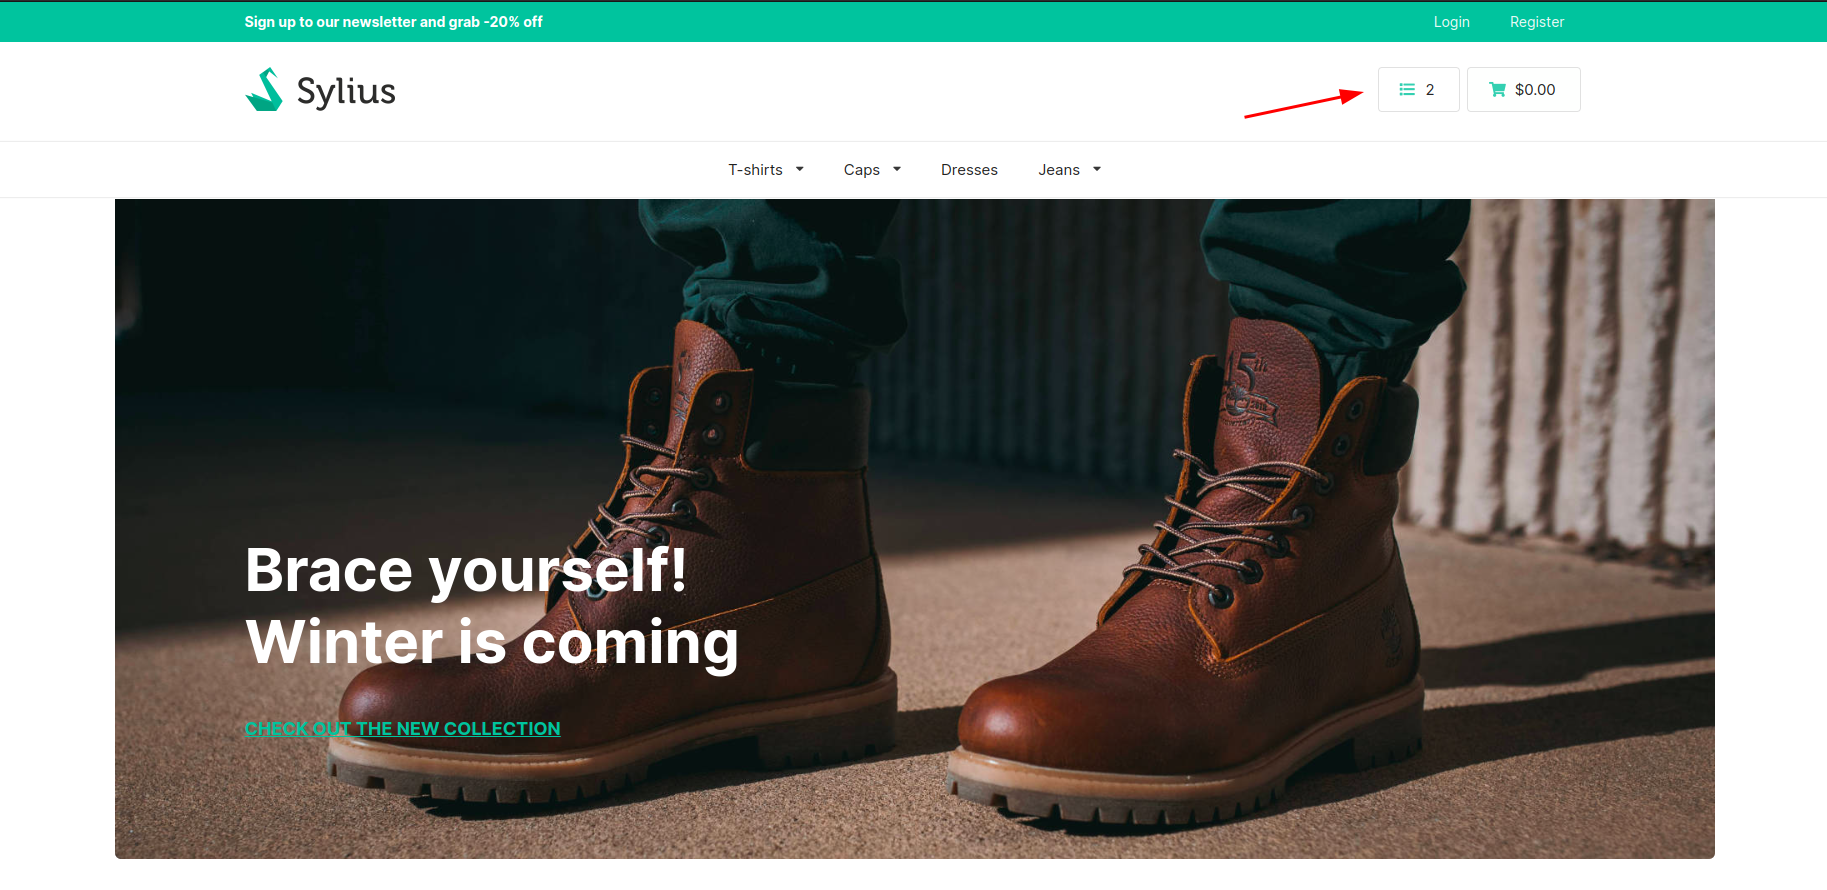 Sign up to our newsletter and grab -20% off
Login
Register
Sylius
2
$0.00
T-shirts
Caps
Dresses
Jeans
15th
Brace yourself!
Winter is coming
CHECK OUT THE NEW COLLECTION